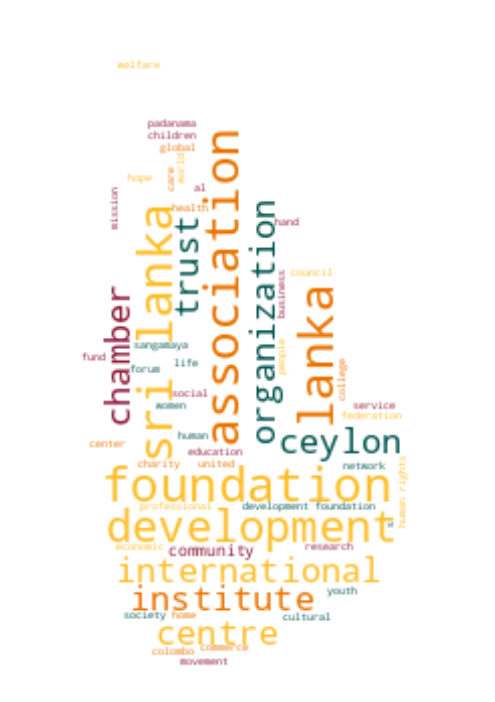 welfare
padanama
children
global
world
hope
care
al
mission
health
association
sri lanka
trust
organization
hand
council
business
lanka
chamber
sangamaya
fund
forum
life
people
college
social
women
service
federation
human
ceylon
center
education
charity
united
network
human rights
foundation
professional
development foundation
development
economic
community
research
international
youth
institute
society
home
cultural
centre
colombo
commerce
movement